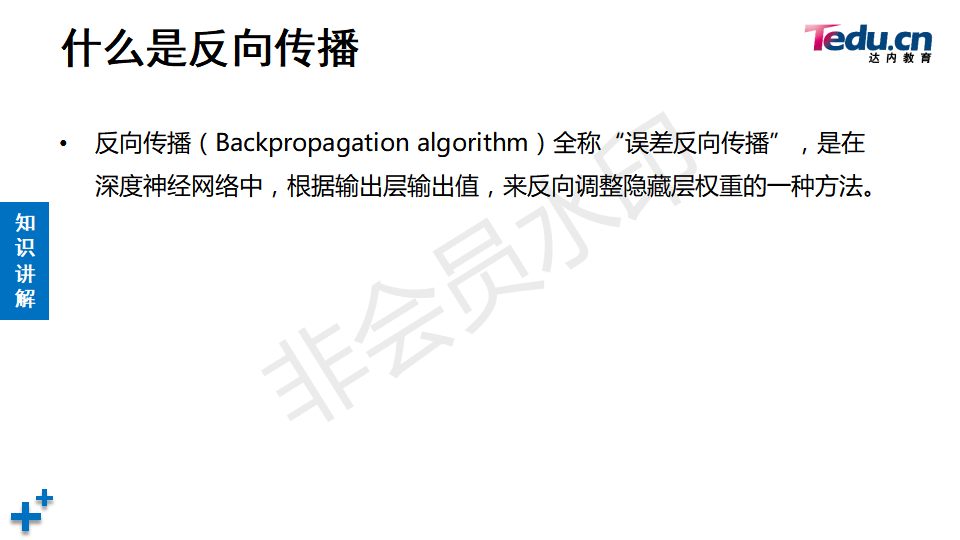 什么是反向传播
Tedu.cn
达内教育
• 反向传播（Backpropagation algorithm）全称“误差反向传播”，是在
深度神经网络中，根据输出层输出值，来反向调整隐藏层权重的一种方法。
知
识
讲
解
非会员水印